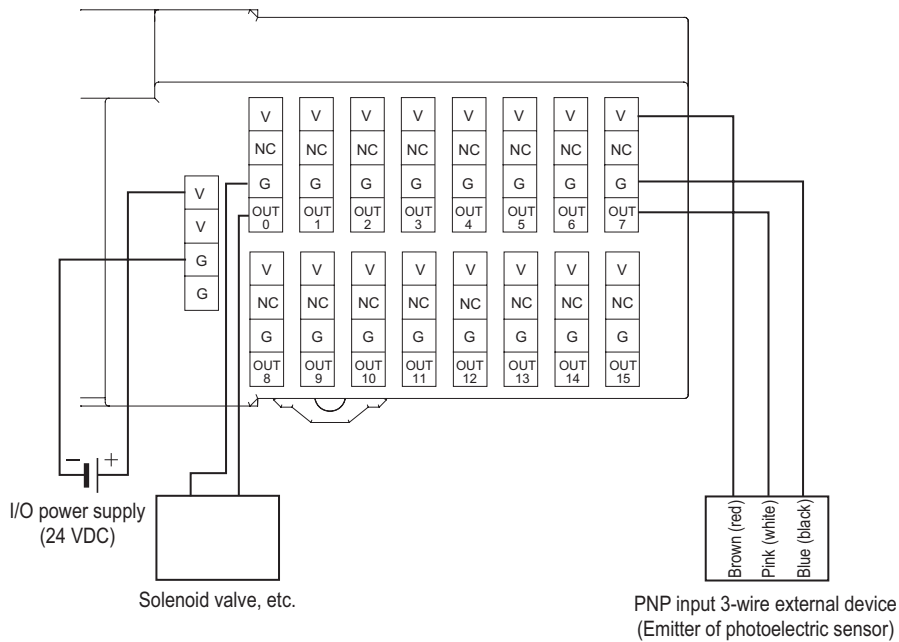 V V V V V V V V
NC NC NC NC NC NC NC NC
G G G G G G G G
OUT 0 OUT 1 OUT 2 OUT 3 OUT 4 OUT 5 OUT 6 OUT 7
V
V
G
G
V V V V V V V V
NC NC NC NC NC NC NC NC
G G G G G G G G
OUT 8 OUT 9 OUT 10 OUT 11 OUT 12 OUT 13 OUT 14 OUT 15
− +
I/O power supply
(24 VDC)
Solenoid valve, etc.
Brown (red)
Pink (white)
Blue (black)
PNP input 3-wire external device
(Emitter of photoelectric sensor)